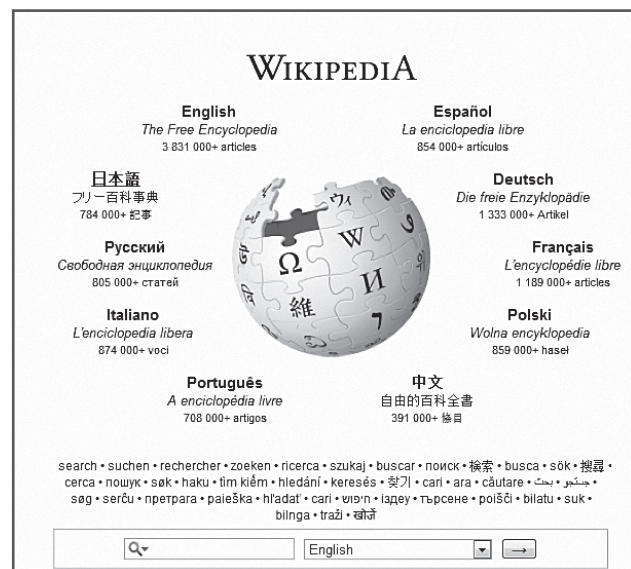 WIKIPEDIA
English
The Free Encyclopedia
3 831 000+ articles
Español
La enciclopedia libre
854 000+ artículos
日本語
フリー百科事典
784 000+ 記事
Deutsch
Die freie Enzyklopädie
1 333 000+ Artikel
Русский
Свободная энциклопедия
805 000+ статей
Français
L'encyclopédie libre
1 189 000+ articles
Italiano
L'enciclopedia libera
874 000+ voci
Polski
Wolna encyklopedia
859 000+ haseł
Português
A enciclopédia livre
708 000+ artigos
中文
自由的百科全書
391 000+ 條目
Ω W И 維 ウィ 7
search • suchen • rechercher • zoeken • ricerca • szukaj • buscar • поиск • 検索 • busca • sök • 搜尋 •
cerca • пошук • søk • haku • tìm kiếm • hledání • keresés • 찾기 • cari • ara • căutare • بحث • جستجو •
søg • serĉu • претрага • paieška • hľadať • cari • חיפוש • іздеу • търсене • poišči • bilatu • suk •
bilnga • traži • खोजें
English